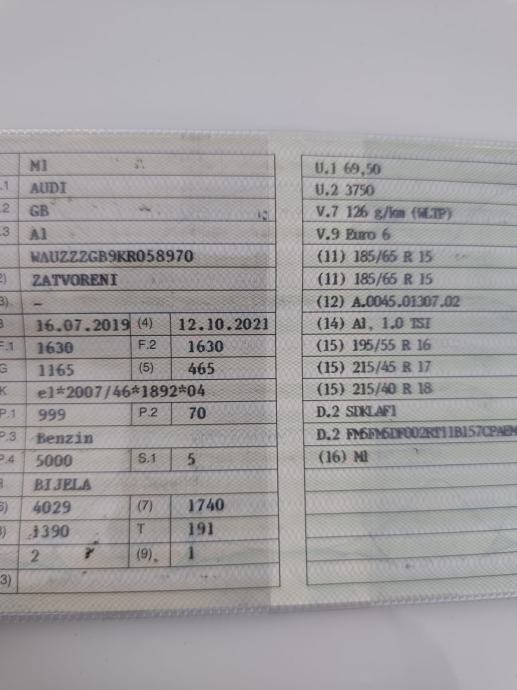 M1
.1 AUDI
.2 GB
.3 A1
WAUZZZGB9KR058970
2) ZATVORENI
3) –
B 16.07.2019 (4) 12.10.2021
F.1 1630 F.2 1630
G 1165 (5) 465
K e1*2007/46*1892*04
P.1 999 P.2 70
P.3 Benzin
P.4 5000 S.1 5
R BIJELA
6) 4029 (7) 1740
8) 1390 T 191
2 (9) 1
3)
U.1 69,50
U.2 3750
V.7 126 g/km (WLTP)
V.9 Euro 6
(11) 185/65 R 15
(11) 185/65 R 15
(12) A.0045.01307.02
(14) A1, 1.0 TSI
(15) 195/55 R 16
(15) 215/45 R 17
(15) 215/40 R 18
D.2 SDKLAF1
D.2
(16) M1